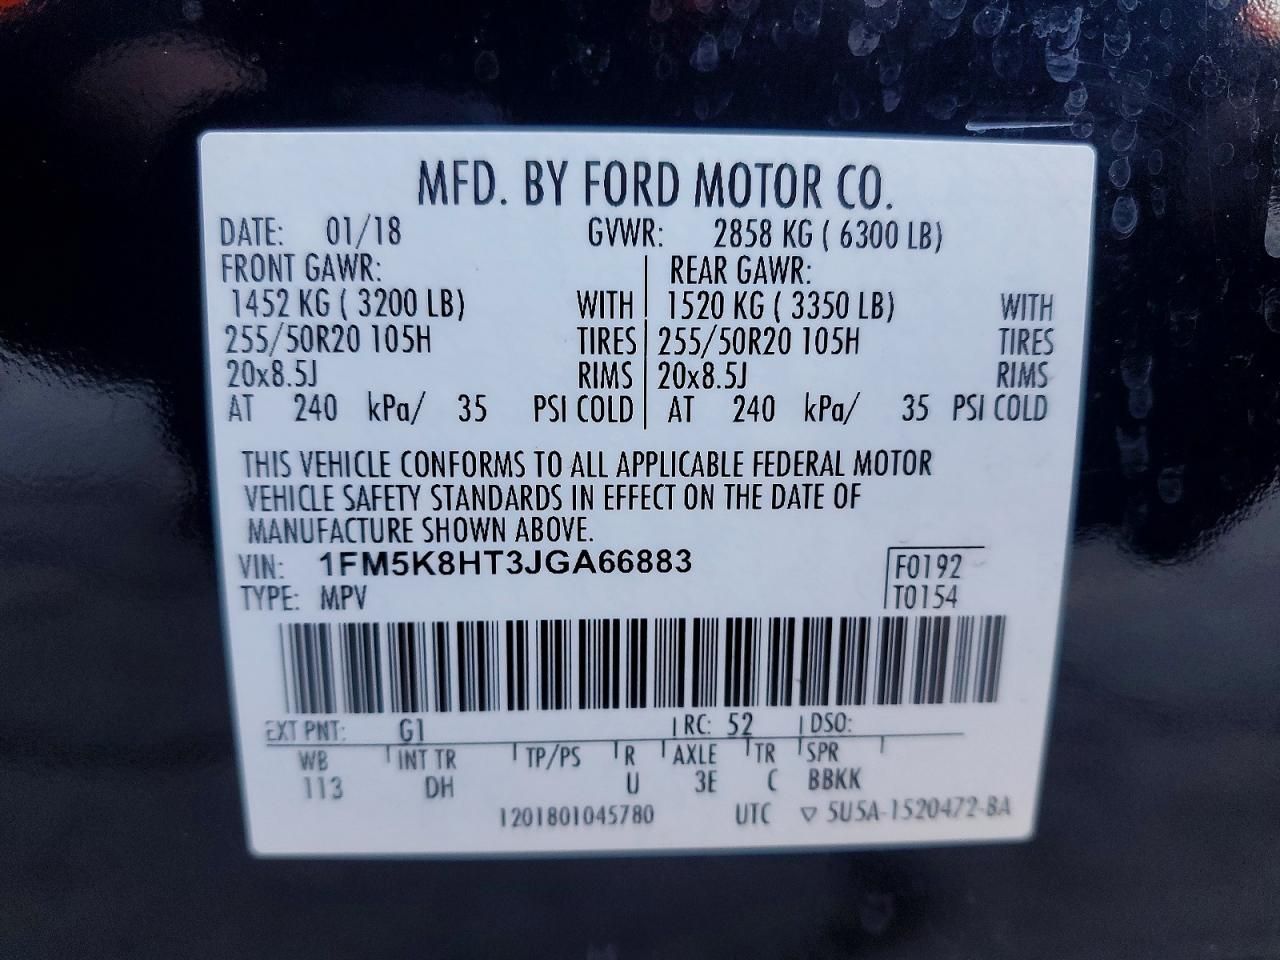 MFD. BY FORD MOTOR CO.
DATE: 01/18 GVWR: 2858 KG ( 6300 LB)
FRONT GAWR: REAR GAWR:
1452 KG ( 3200 LB) WITH 1520 KG ( 3350 LB) WITH
255/50R20 105H TIRES 255/50R20 105H TIRES
20x8.5J RIMS 20x8.5J RIMS
AT 240 kPa/ 35 PSI COLD AT 240 kPa/ 35 PSI COLD
THIS VEHICLE CONFORMS TO ALL APPLICABLE FEDERAL MOTOR
VEHICLE SAFETY STANDARDS IN EFFECT ON THE DATE OF
MANUFACTURE SHOWN ABOVE.
VIN: 1FM5K8HT3JGA66883 F0192
TYPE: MPV T0154
EXT PNT: G1 RC: 52 DSO:
WB INT TR TP/PS R AXLE TR SPR
113 DH U 3E C BBKK
1201801045780 UTC ▽ 5U5A-1520472-BA